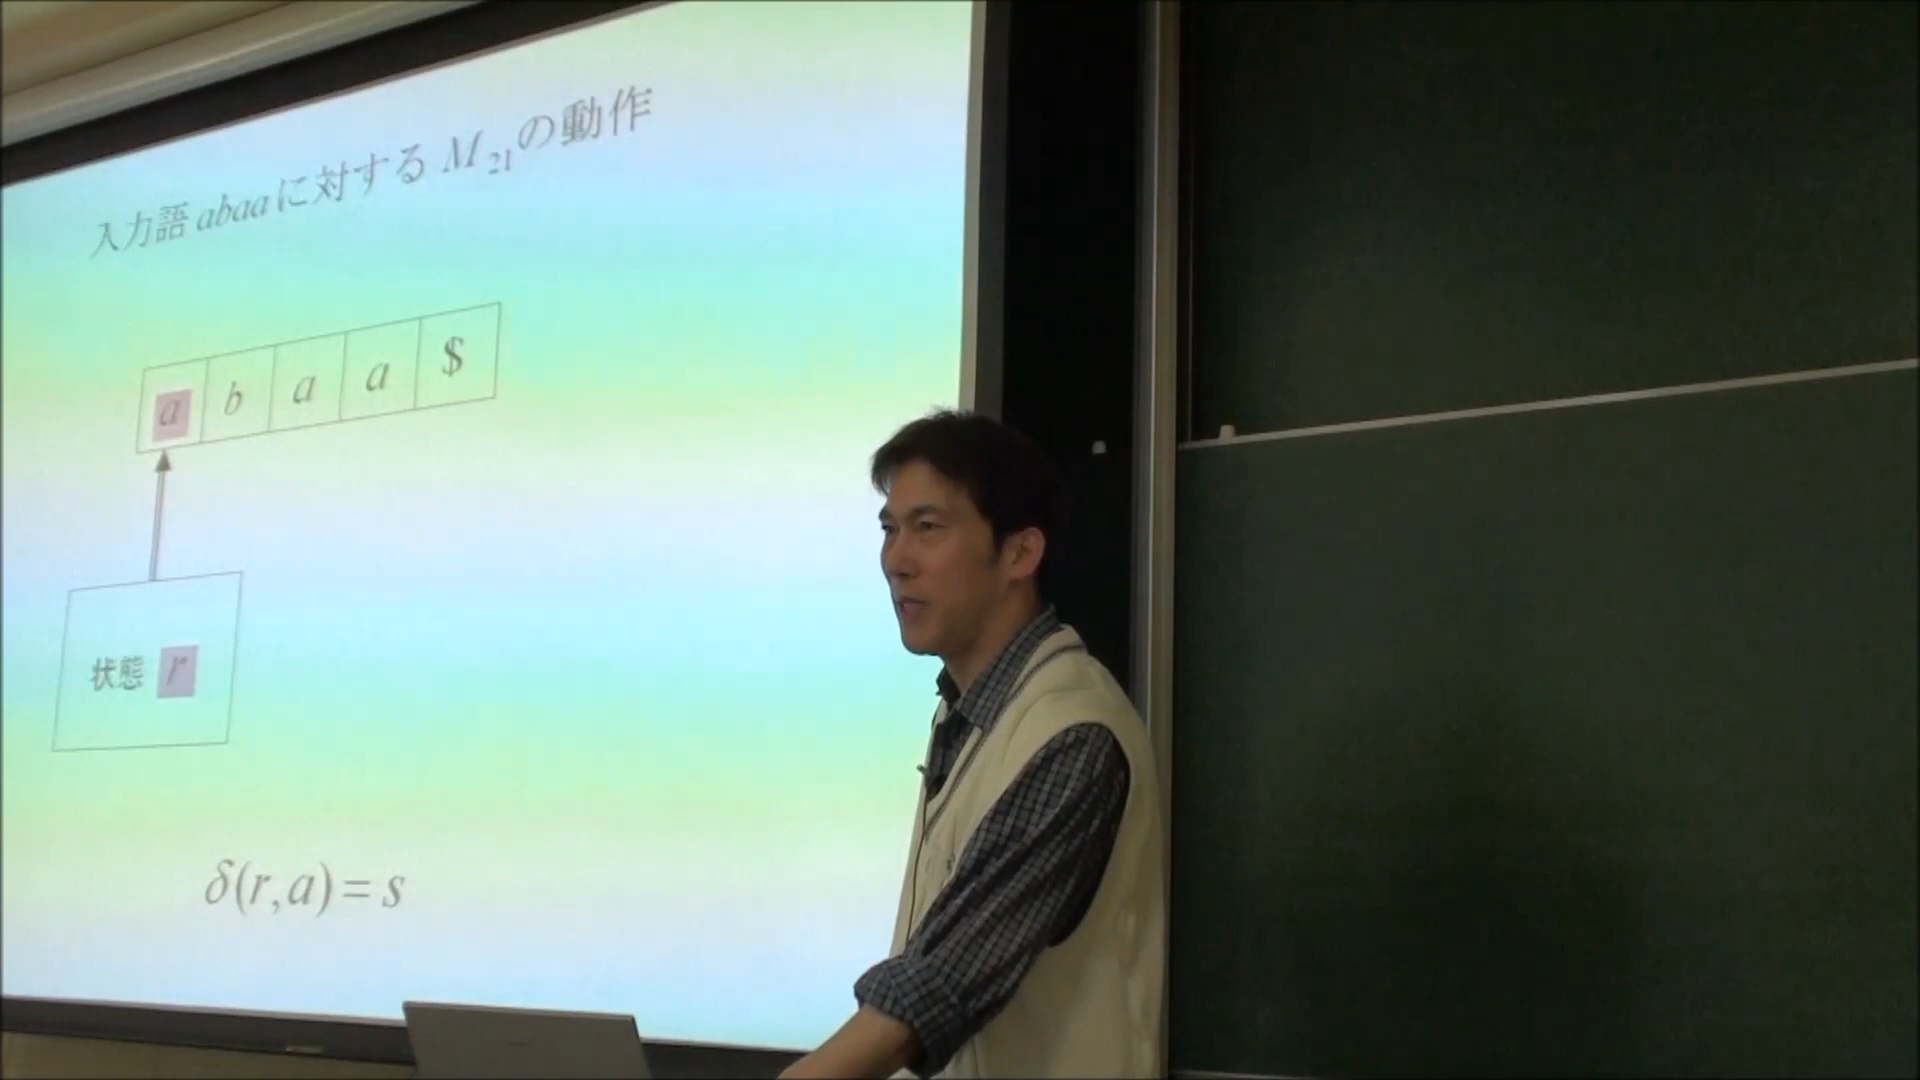 入力語 abaa に対する M₂₁の動作
a b a a $
状態 r
δ(r,a)=s